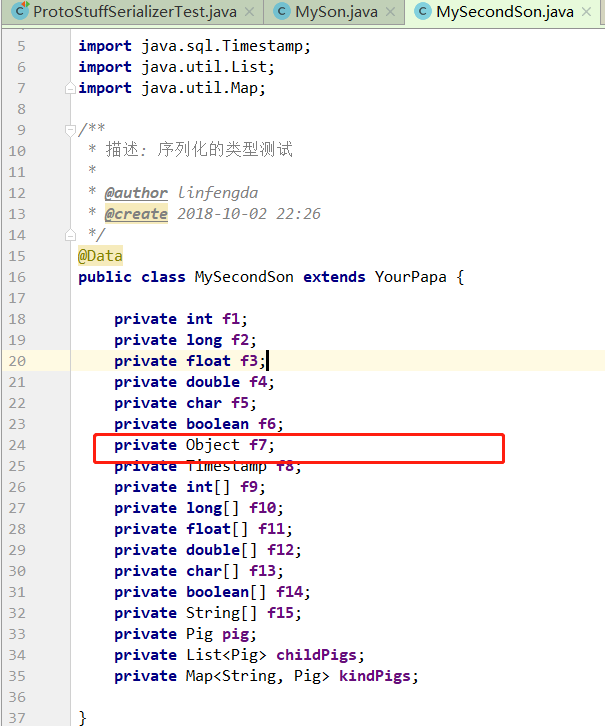 ProtoStuffSerializerTest.java × MySon.java × MySecondSon.java ×
5 import java.sql.Timestamp;
6 import java.util.List;
7 import java.util.Map;
8
9 /**
10 * 描述: 序列化的类型测试
11 *
12 * @author linfengda
13 * @create 2018-10-02 22:26
14 */
15 @Data
16 public class MySecondSon extends YourPapa {
17
18 private int f1;
19 private long f2;
20 private float f3;
21 private double f4;
22 private char f5;
23 private boolean f6;
24 private Object f7;
25 private Timestamp f8;
26 private int[] f9;
27 private long[] f10;
28 private float[] f11;
29 private double[] f12;
30 private char[] f13;
31 private boolean[] f14;
32 private String[] f15;
33 private Pig pig;
34 private List<Pig> childPigs;
35 private Map<String, Pig> kindPigs;
36
37 }